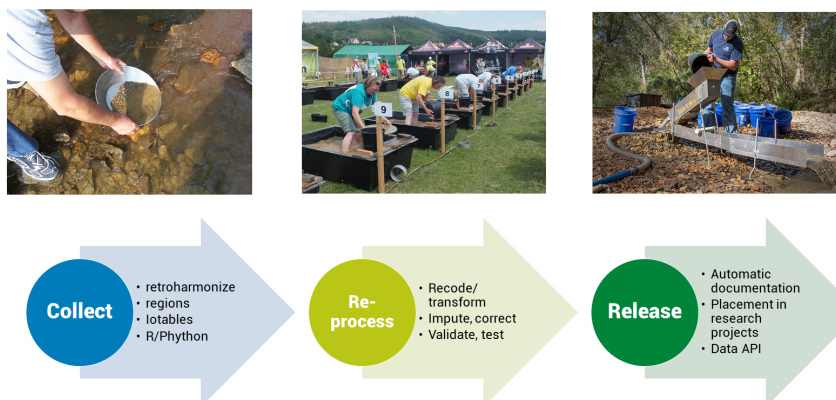 9
8
7
Collect
• retroharmonize
• regions
• Iotables
• R/Phython
Re-
process
• Recode/
transform
• Impute, correct
• Validate, test
Release
• Automatic
documentation
• Placement in
research
projects
• Data API